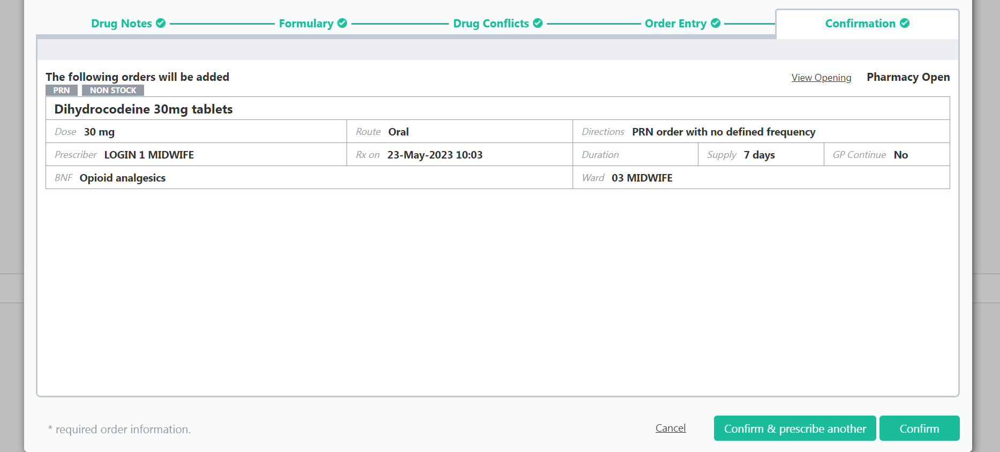 Drug Notes Formulary Drug Conflicts Order Entry Confirmation
The following orders will be added View Opening Pharmacy Open
PRN NON STOCK
Dihydrocodeine 30mg tablets
Dose 30 mg Route Oral Directions PRN order with no defined frequency
Prescriber LOGIN 1 MIDWIFE Rx on 23-May-2023 10:03 Duration Supply 7 days GP Continue No
BNF Opioid analgesics Ward 03 MIDWIFE
* required order information. Cancel Confirm & prescribe another Confirm